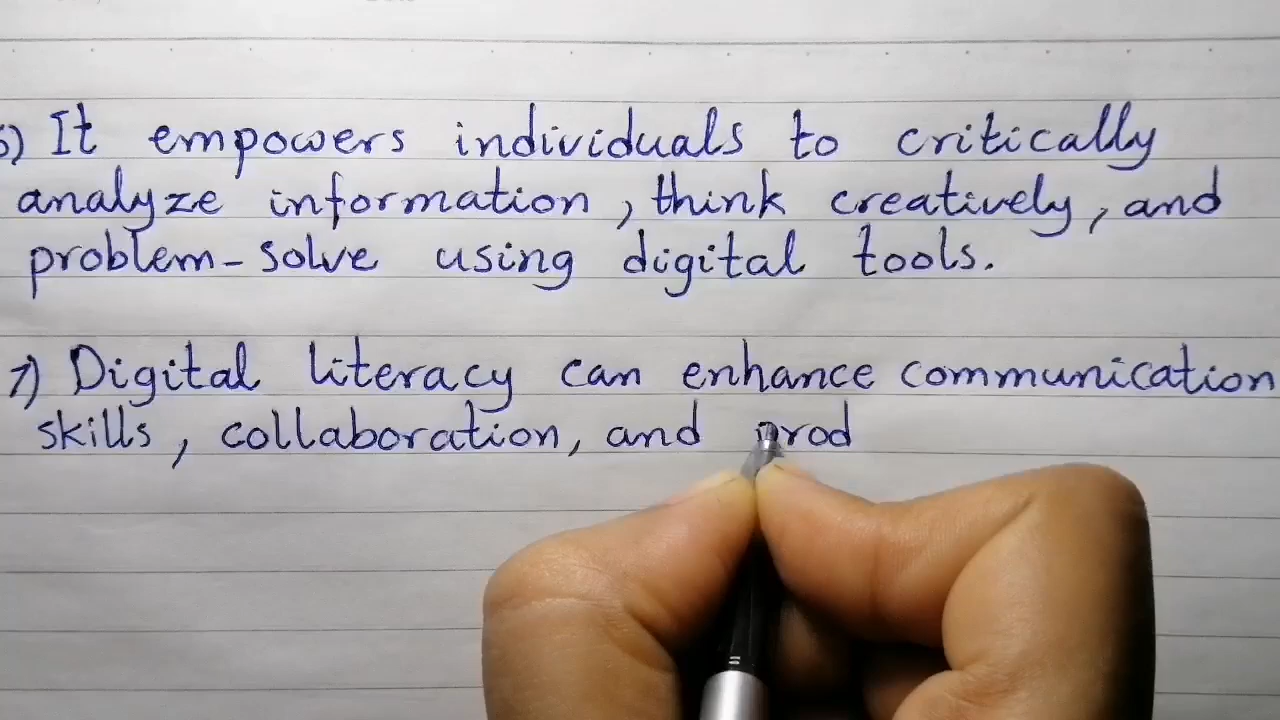 6) It empowers individuals to critically
analyze information, think creatively, and
problem-solve using digital tools.
7) Digital literacy can enhance communication
skills, collaboration, and prod